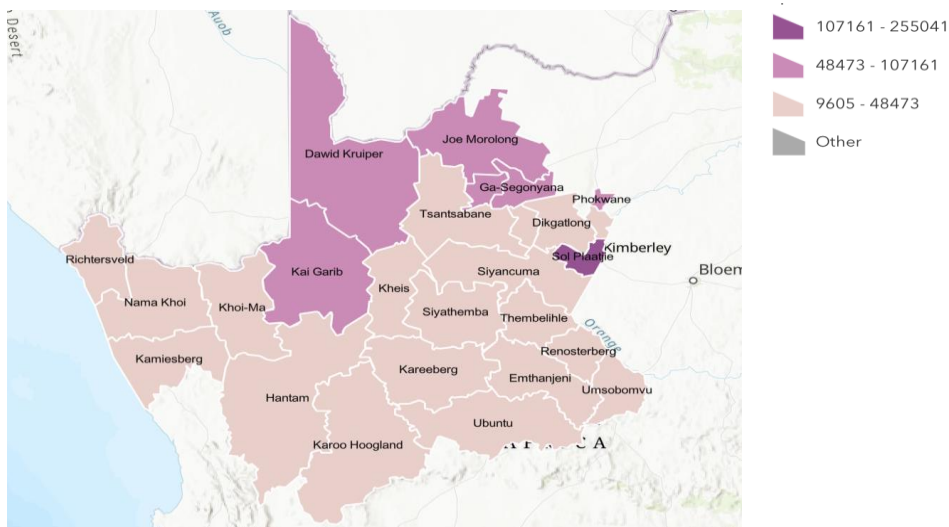 Desert
Auob
107161 - 255041
48473 - 107161
9605 - 48473
Other
Joe Morolong
Dawid Kruiper
Ga-Segonyana
Phokwane
Tsantsabane
Dikgatlong
Kimberley
Sol Plaatjie
Richtersveld
Kai Garib
Siyancuma
Bloem
Kheis
Nama Khoi
Khoi-Ma
Siyathemba
Thembelihle
Orange
Renosterberg
Kamiesberg
Kareeberg
Emthanjeni
Umsobomvu
Hantam
Ubuntu
Karoo Hoogland